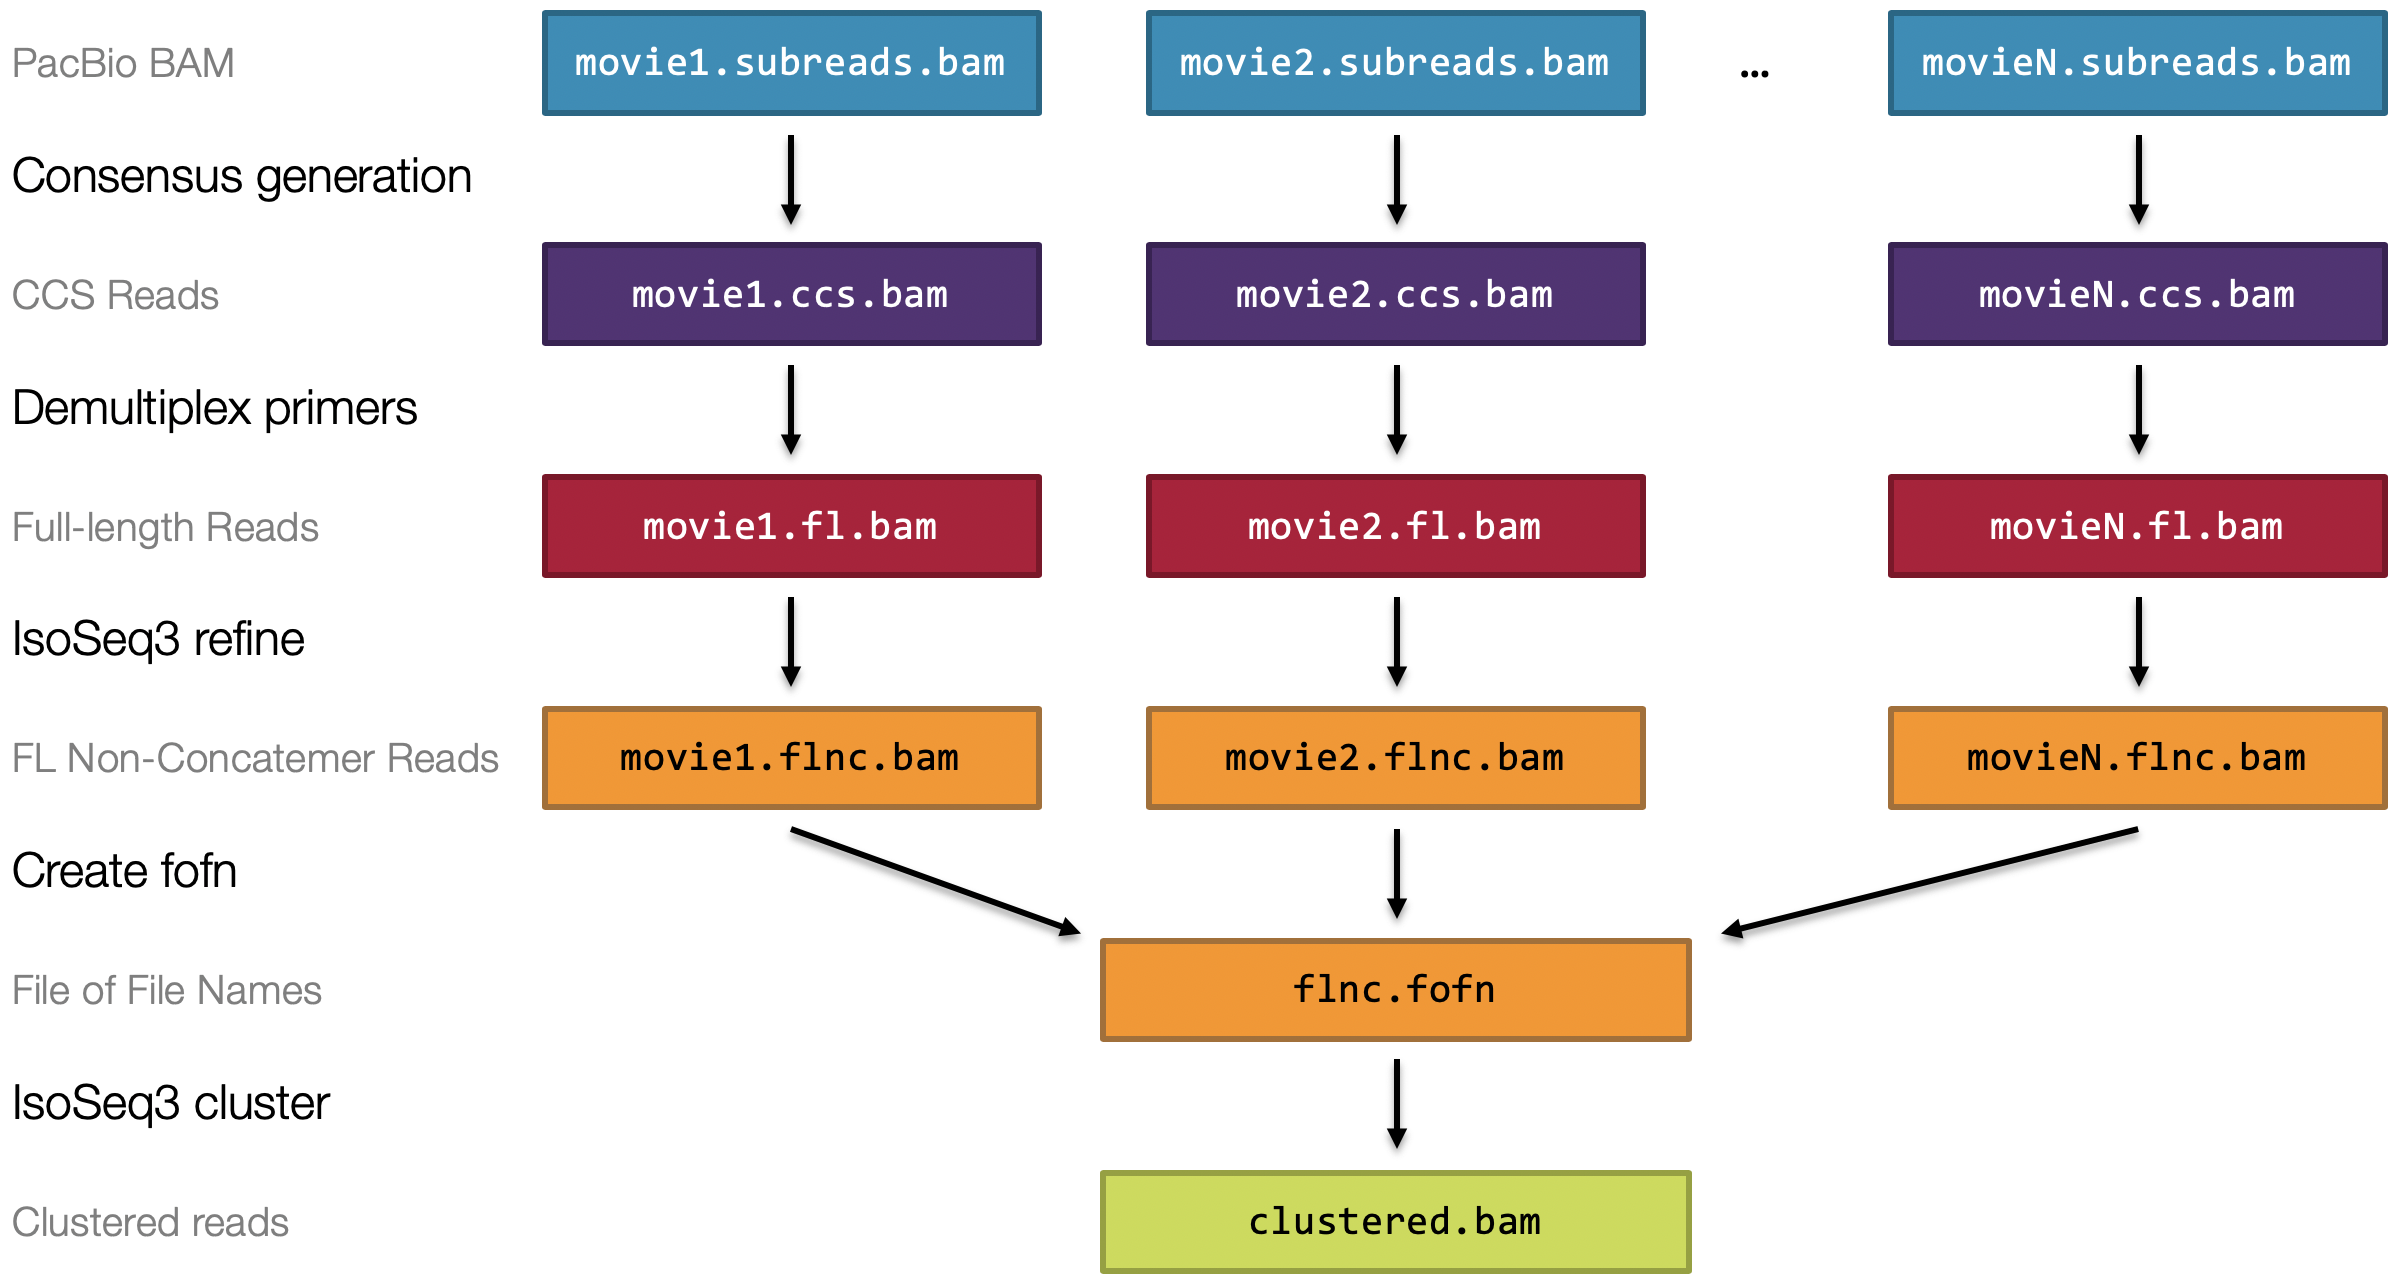 PacBio BAM
movie1.subreads.bam
movie2.subreads.bam
...
movieN.subreads.bam
Consensus generation
CCS Reads
movie1.ccs.bam
movie2.ccs.bam
movieN.ccs.bam
Demultiplex primers
Full-length Reads
movie1.fl.bam
movie2.fl.bam
movieN.fl.bam
IsoSeq3 refine
FL Non-Concatemer Reads
movie1.flnc.bam
movie2.flnc.bam
movieN.flnc.bam
Create fofn
File of File Names
flnc.fofn
IsoSeq3 cluster
Clustered reads
clustered.bam